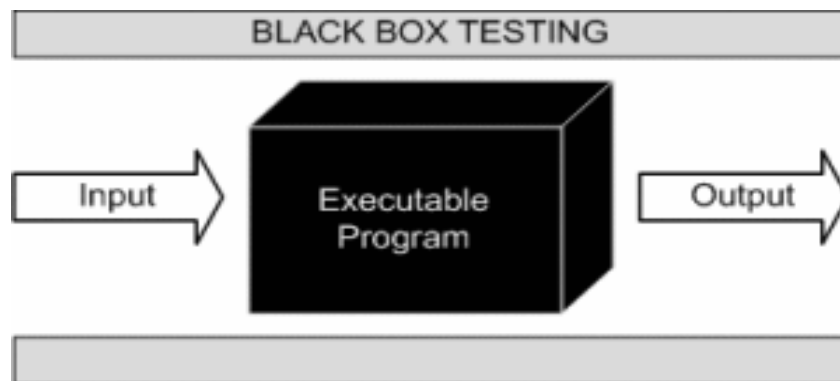 BLACK BOX TESTING
Input
Executable
Program
Output